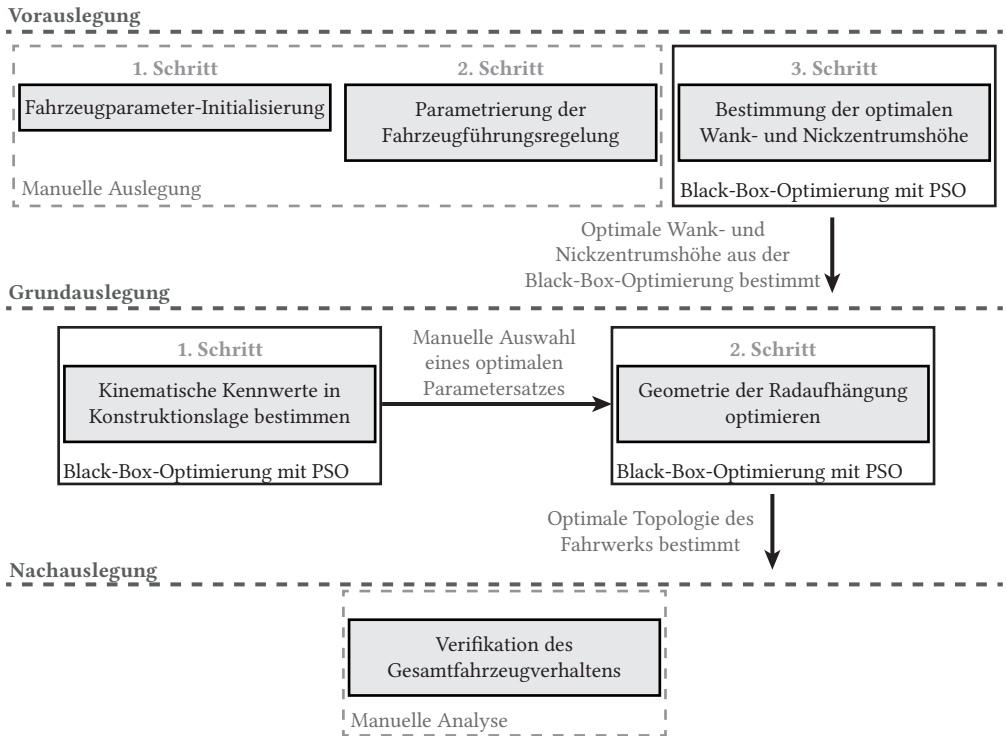 Vorauslegung
1. Schritt
Fahrzeugparameter-Initialisierung
2. Schritt
Parametrierung der
Fahrzeugführungsregelung
Manuelle Auslegung
3. Schritt
Bestimmung der optimalen
Wank- und Nickzentrumshöhe
Black-Box-Optimierung mit PSO
Optimale Wank- und
Nickzentrumshöhe aus der
Black-Box-Optimierung bestimmt
Grundauslegung
1. Schritt
Kinematische Kennwerte in
Konstruktionslage bestimmen
Black-Box-Optimierung mit PSO
Manuelle Auswahl
eines optimalen
Parametersatzes
2. Schritt
Geometrie der Radaufhängung
optimieren
Black-Box-Optimierung mit PSO
Optimale Topologie des
Fahrwerks bestimmt
Nachauslegung
Verifikation des
Gesamtfahrzeugverhaltens
Manuelle Analyse